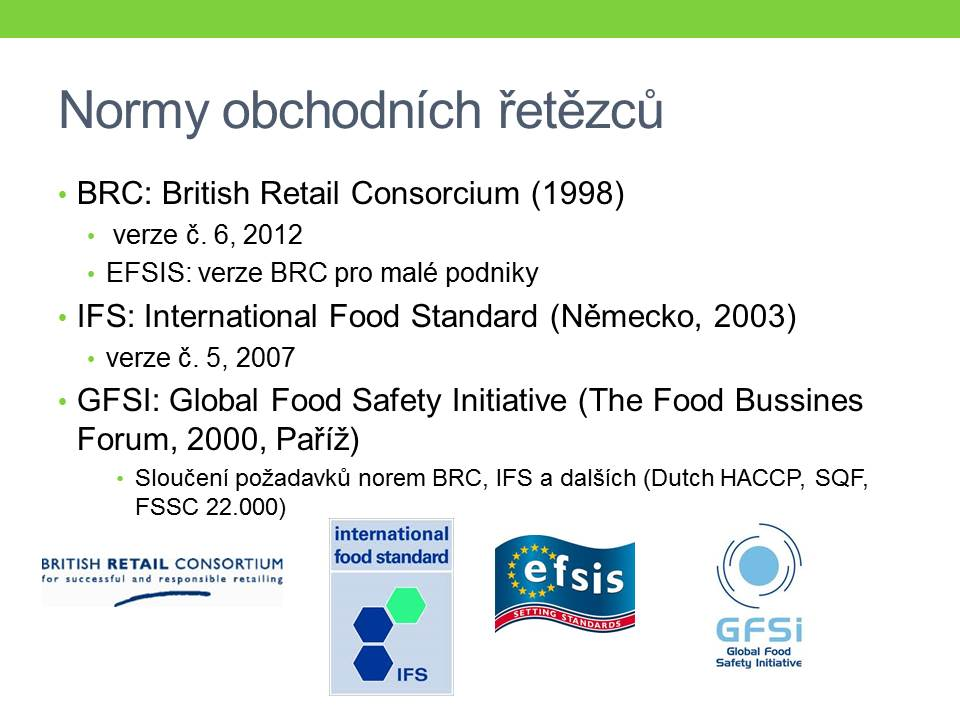 Normy obchodních řetězců
• BRC: British Retail Consorcium (1998)
• verze č. 6, 2012
• EFSIS: verze BRC pro malé podniky
• IFS: International Food Standard (Německo, 2003)
• verze č. 5, 2007
• GFSI: Global Food Safety Initiative (The Food Bussines
Forum, 2000, Paříž)
• Sloučení požadavků norem BRC, IFS a dalších (Dutch HACCP, SQF,
FSSC 22.000)
BRITISH RETAIL CONSORTIUM
for successful and responsible retailing
international
food standard
IFS
efsis
SETTING STANDARDS
GFSi
Global Food
Safety Initiative